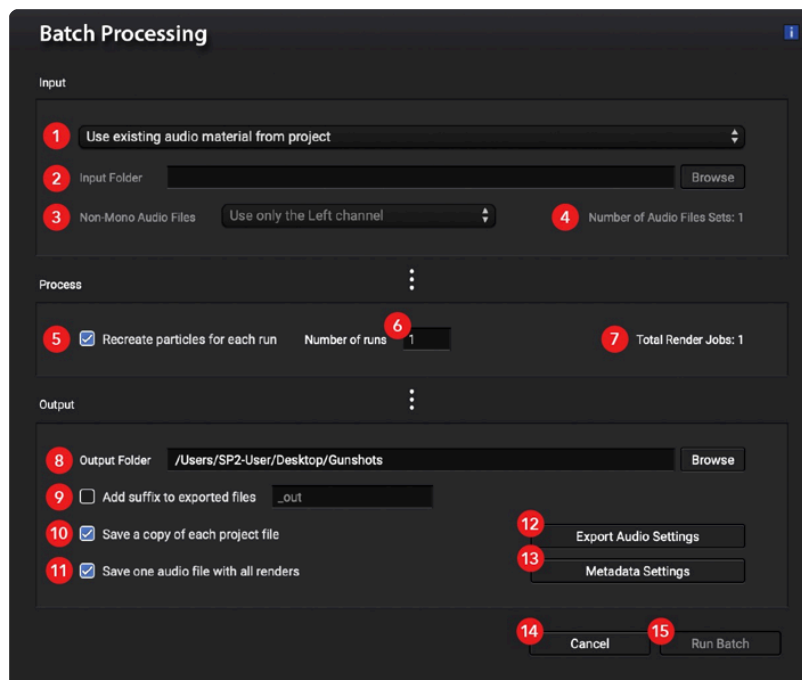 Batch Processing
i
Input
1 Use existing audio material from project
2 Input Folder Browse
3 Non-Mono Audio Files Use only the Left channel 4 Number of Audio Files Sets: 1
Process
5 Recreate particles for each run Number of runs 6 1 7 Total Render Jobs: 1
Output
8 Output Folder /Users/SP2-User/Desktop/Gunshots Browse
9 Add suffix to exported files _out
10 Save a copy of each project file 12 Export Audio Settings
11 Save one audio file with all renders 13 Metadata Settings
14 Cancel 15 Run Batch